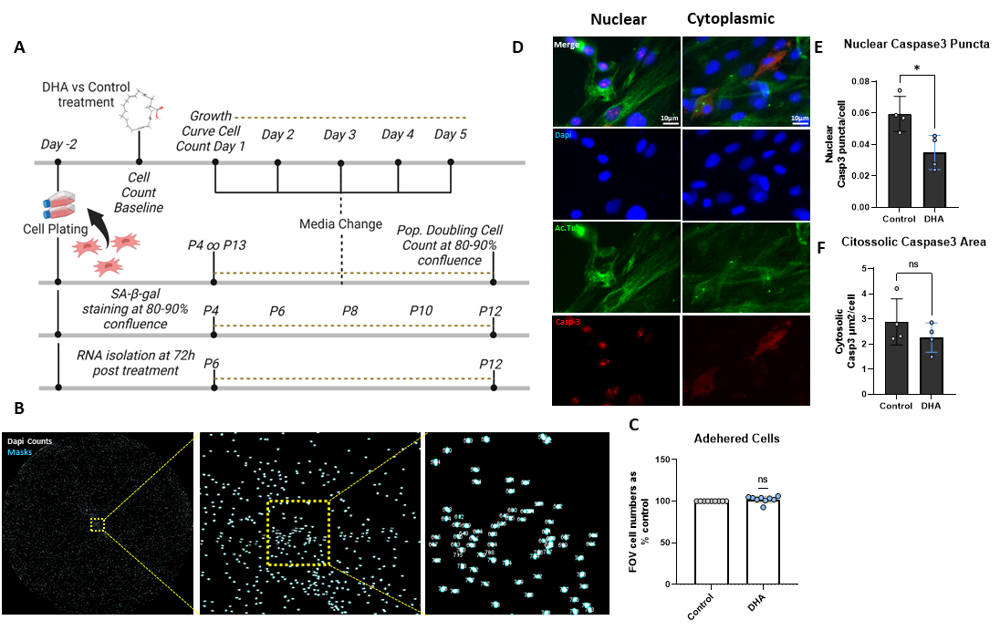 A
DHA vs Control
treatment
Growth
Curve Cell
Count Day 1
Day -2
Day 2
Day 3
Day 4
Day 5
Cell
Count
Baseline
Cell Plating
Media Change
P4 ∞ P13
Pop. Doubling Cell
Count at 80-90%
confluence
SA-β-gal
staining at 80-90%
confluence
P4
P6
P8
P10
P12
RNA isolation at 72h
post treatment
P6
P12
B
Dapi Counts
Masks
C
Adehered Cells
FOV cell numbers as
% control
150
100
50
0
ns
Control
DHA
D
Nuclear
Cytoplasmic
Merge
10µm
10µm
Dapi
Ac.Tub
Casp-3
E
Nuclear Caspase3 Puncta
Nuclear
Casp3 puncta/cell
0.08
0.06
0.04
0.02
0.00
*
Control
DHA
F
Citossolic Caspase3 Area
Cytosolic
Casp3 µm2/cell
5
4
3
2
1
0
ns
Control
DHA